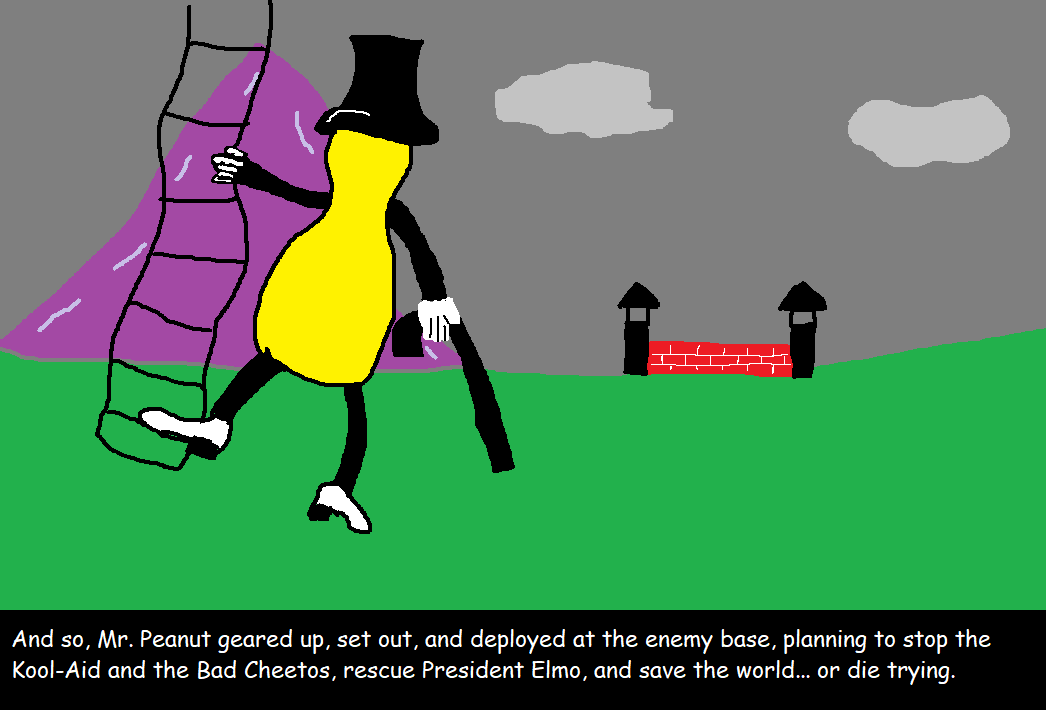 And so, Mr. Peanut geared up, set out, and deployed at the enemy base, planning to stop the
Kool-Aid and the Bad Cheetos, rescue President Elmo, and save the world... or die trying.